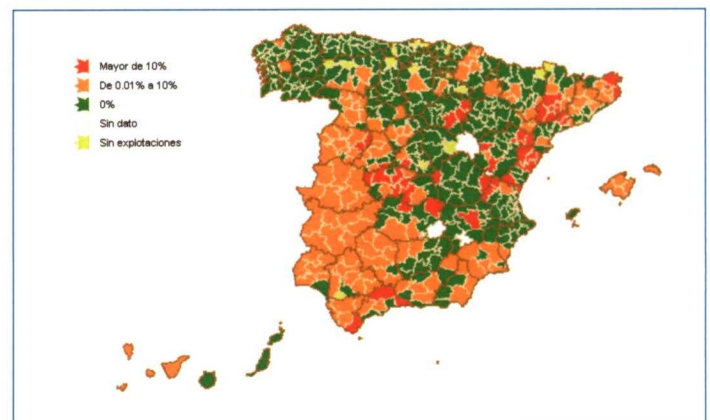 Mayor de 10%
De 0.01% a 10%
0%
Sin dato
Sin explotaciones